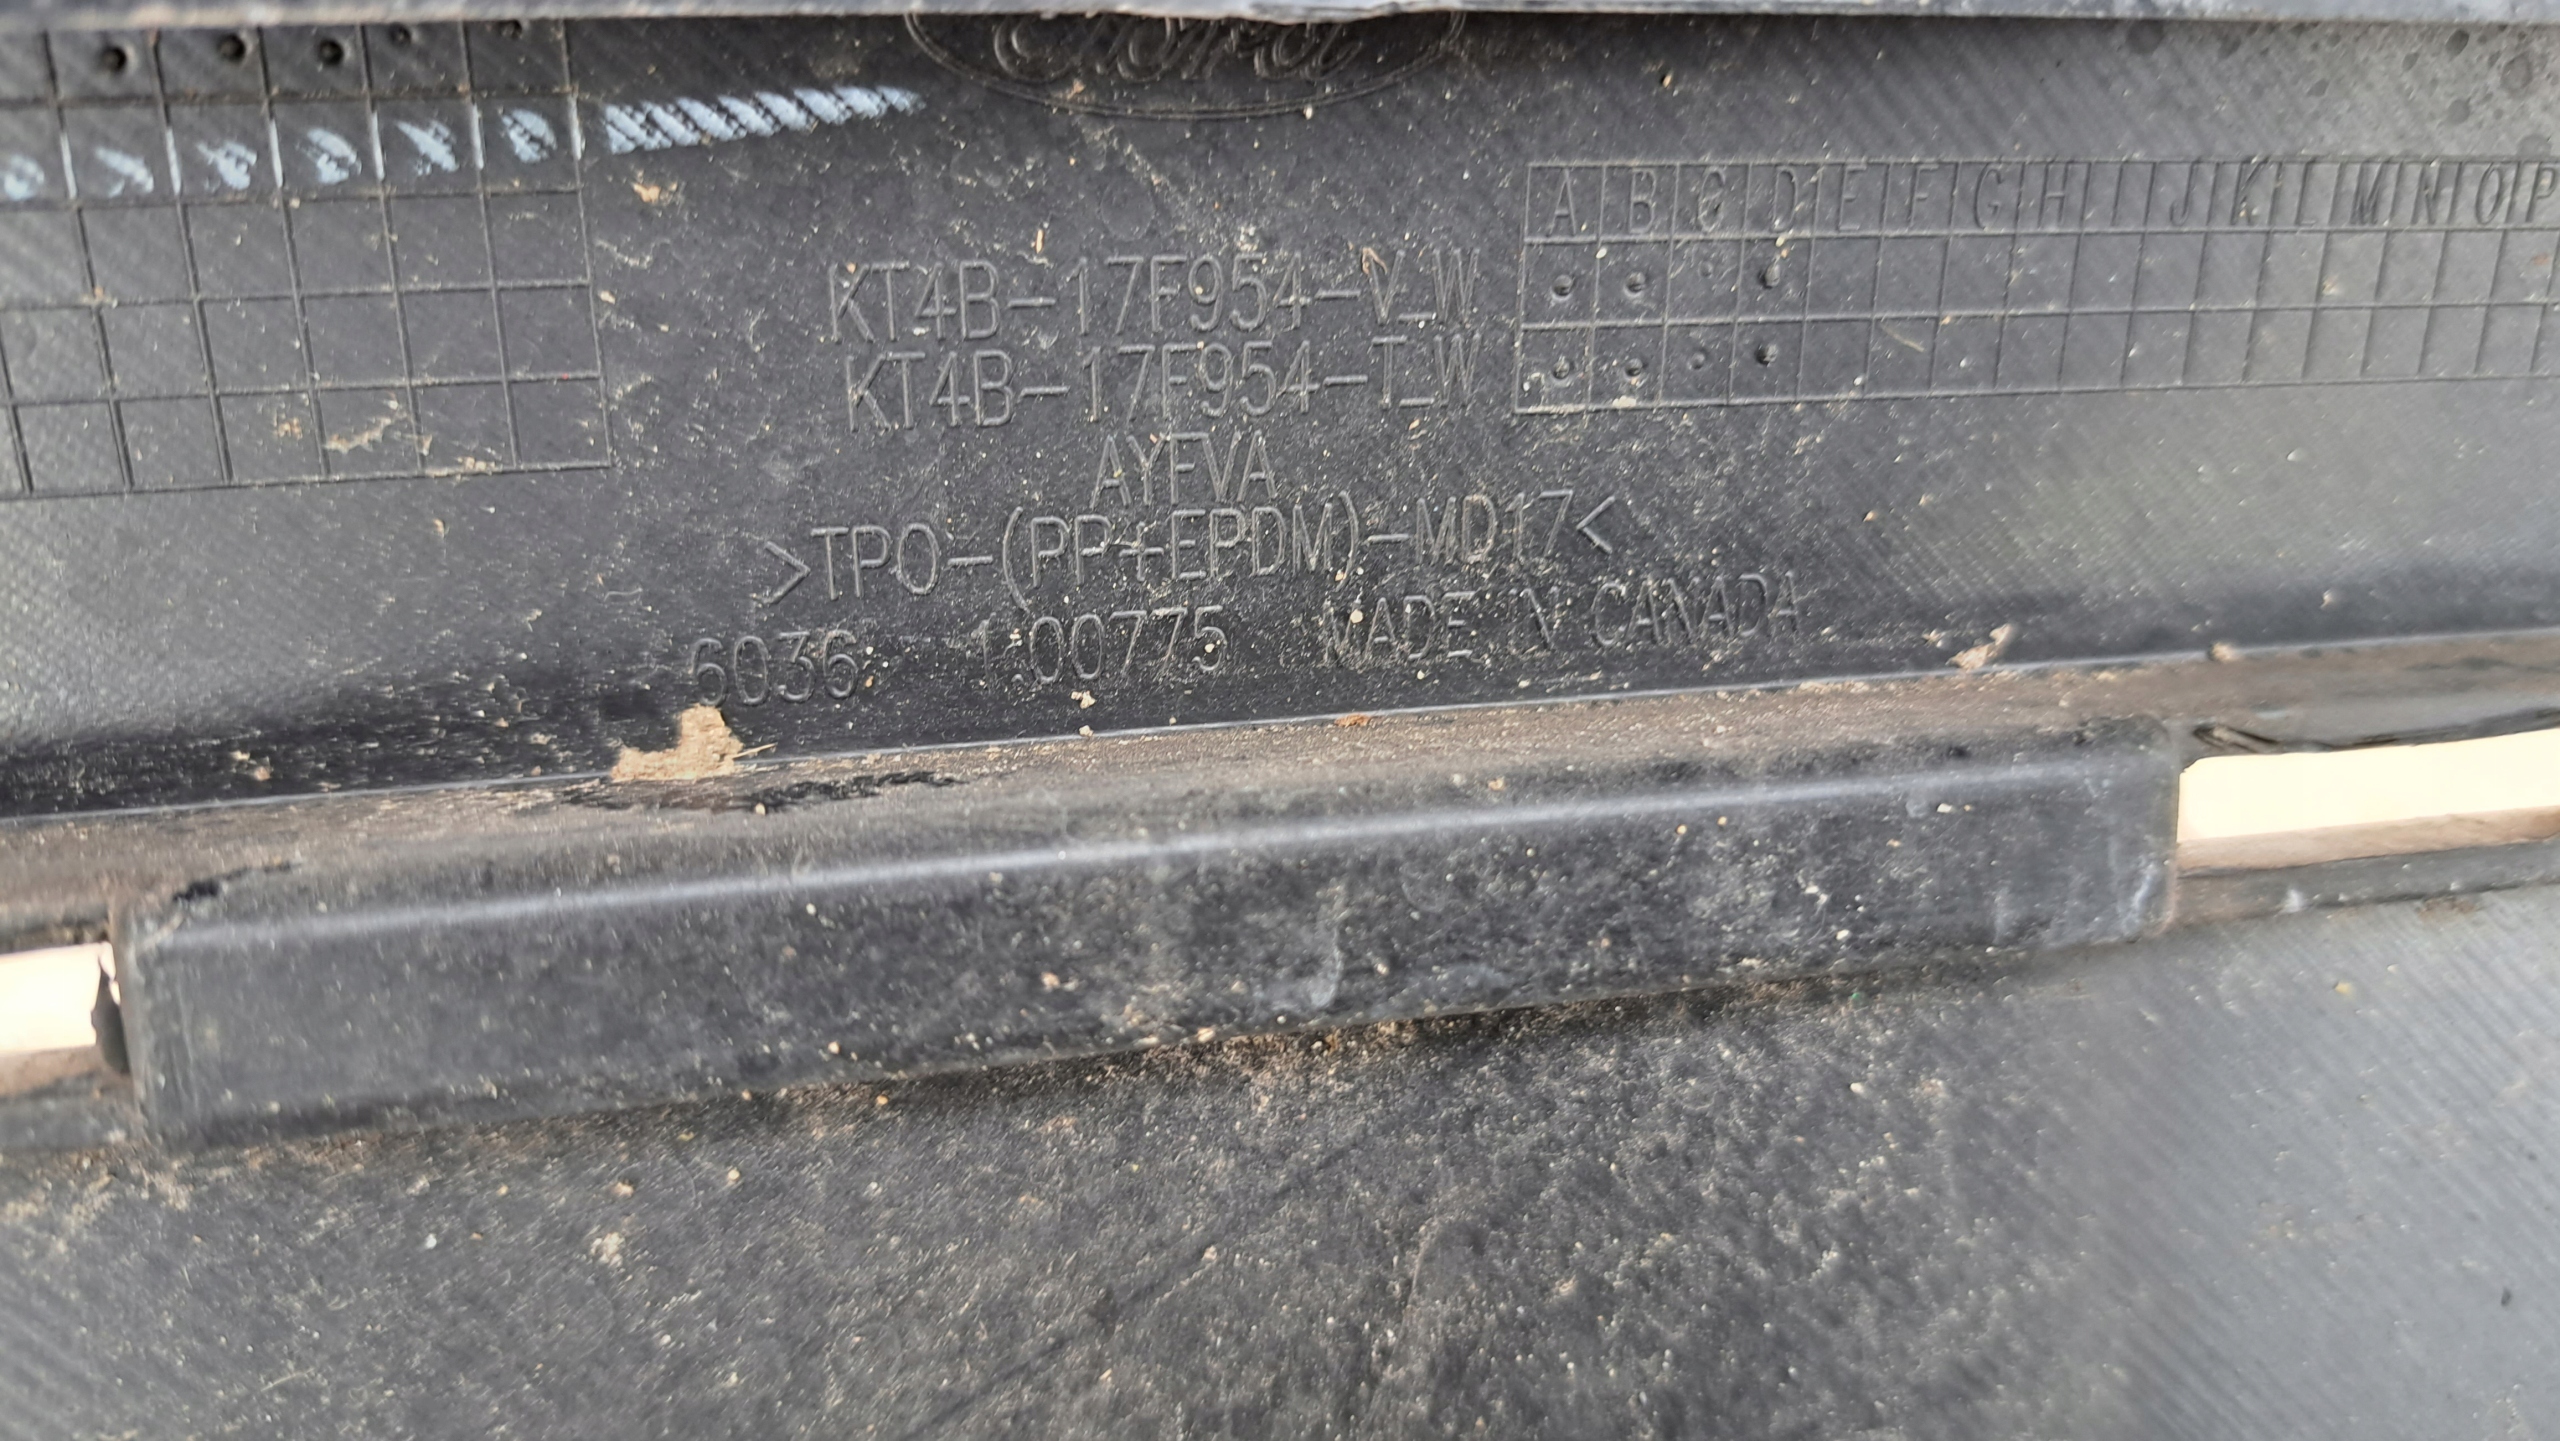 Ford
A B C D E F G H I J K L M N O P
KT4B-17F954-V_W
KT4B-17F954-T_W
AYFVA
>TPO-(PP+EPDM)-MD17<
6036 1.00775 MADE IN CANADA